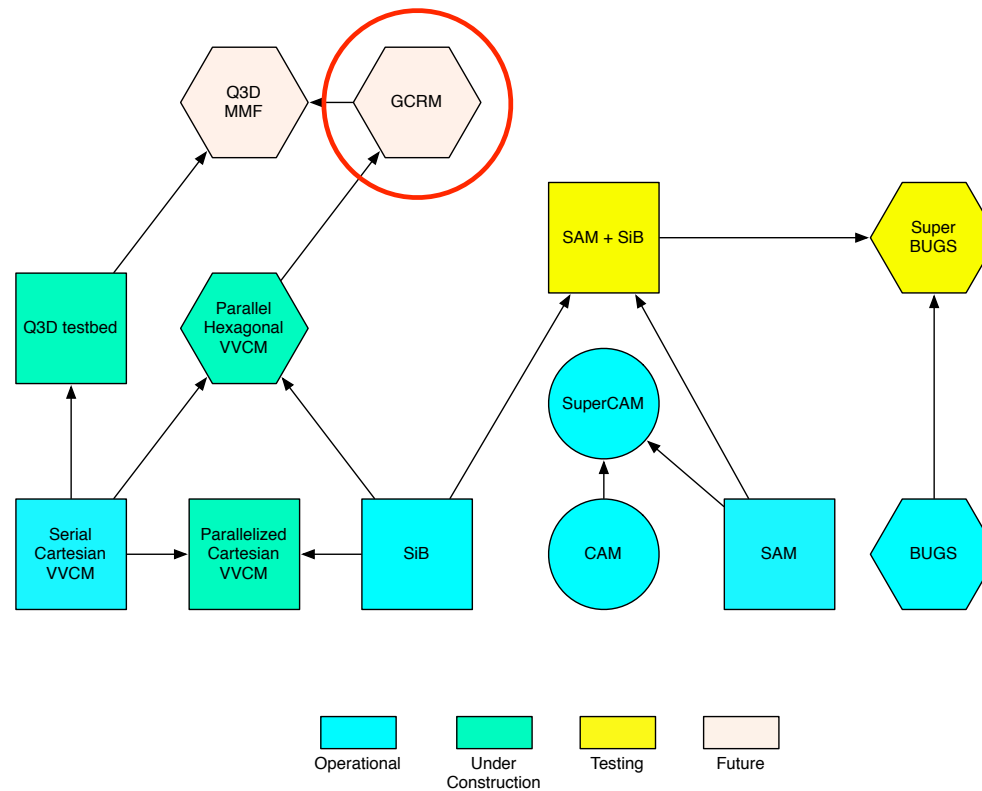 Q3D
MMF
GCRM
SAM + SiB
Super
BUGS
Q3D testbed
Parallel
Hexagonal
VVCM
SuperCAM
Serial
Cartesian
VVCM
Parallelized
Cartesian
VVCM
SiB
CAM
SAM
BUGS
Operational
Under
Construction
Testing
Future